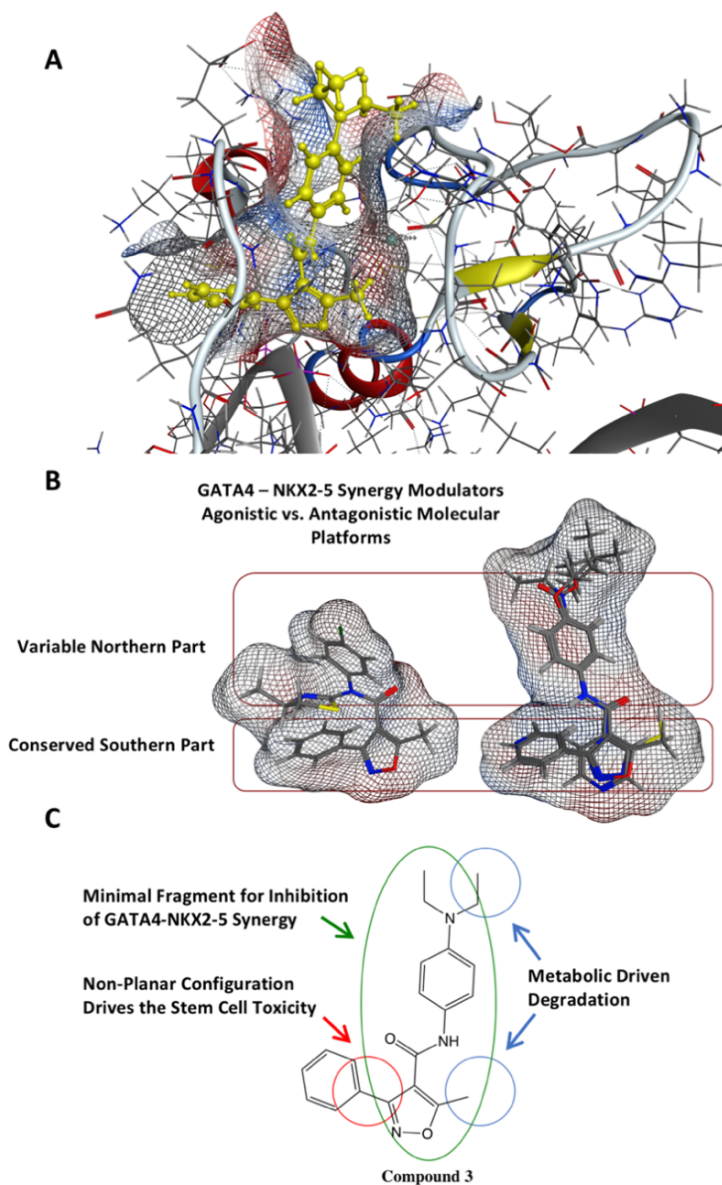 A
B
GATA4 – NKX2-5 Synergy Modulators
Agonistic vs. Antagonistic Molecular
Platforms
Variable Northern Part
Conserved Southern Part
C
Minimal Fragment for Inhibition
of GATA4-NKX2-5 Synergy
Non-Planar Configuration
Drives the Stem Cell Toxicity
Metabolic Driven
Degradation
N
O
NH
N
O
Compound 3